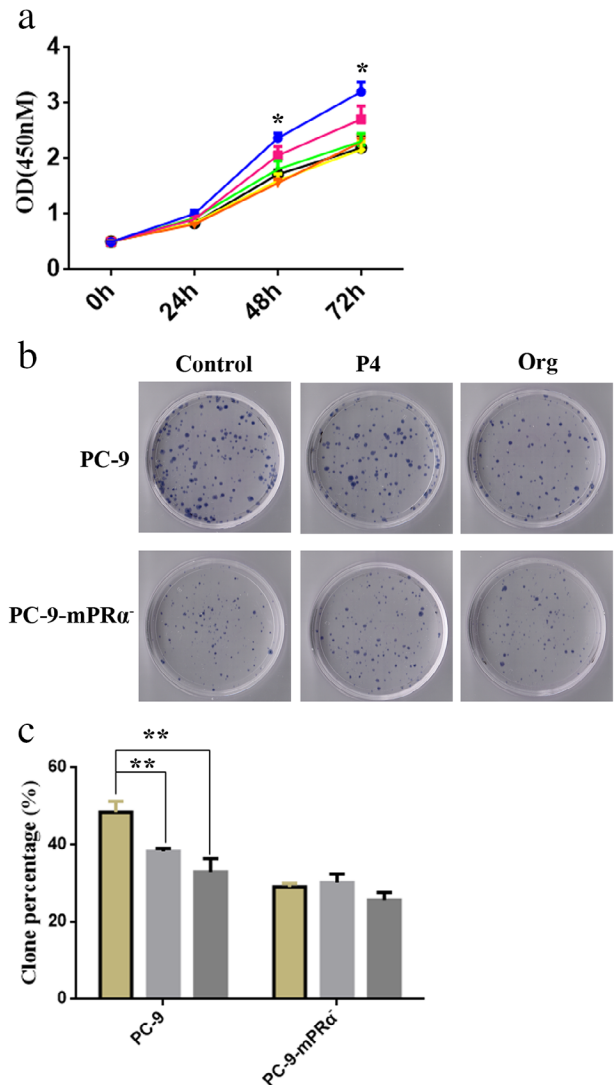 a
OD(450nM)
4
3
2
1
0
*
*
0h
24h
48h
72h
b
Control
P4
Org
PC-9
PC-9-mPRα⁻
c
Clone percentage (%)
60
40
20
0
**
**
PC-9
PC-9-mPRα⁻